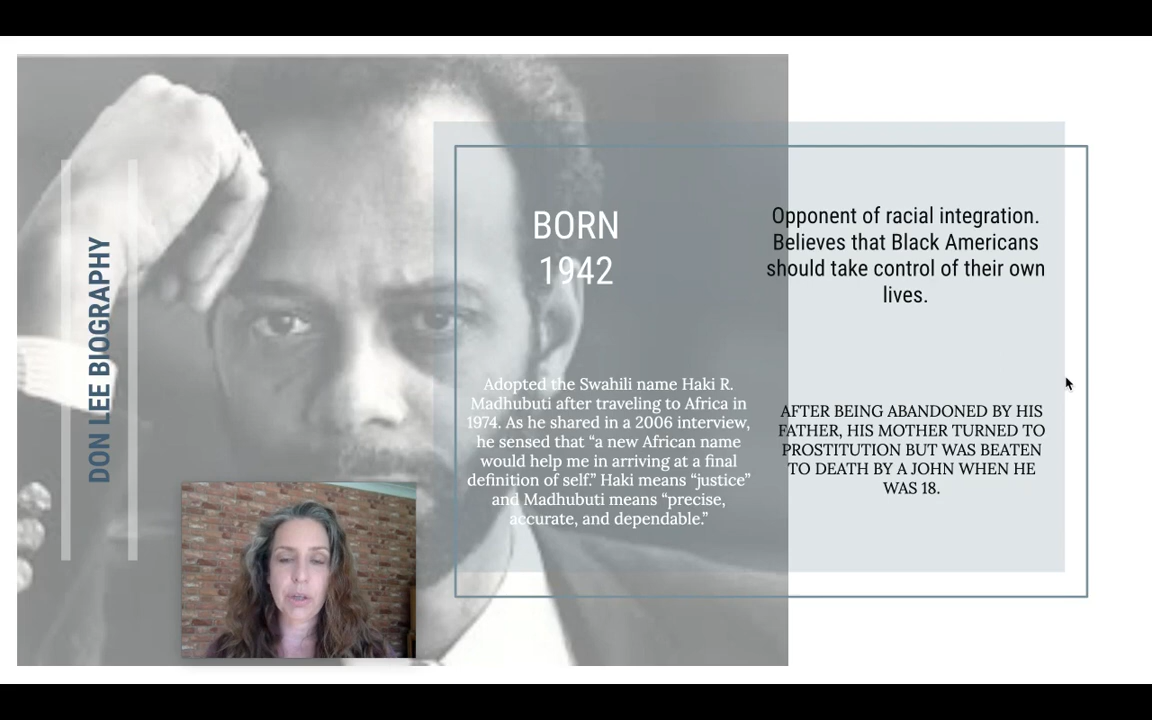 DON LEE BIOGRAPHY
BORN
1942
Adopted the Swahili name Haki R.
Madhubuti after traveling to Africa in
1974. As he shared in a 2006 interview,
he sensed that “a new African name
would help me in arriving at a final
definition of self.” Haki means “justice”
and Madhubuti means “precise,
accurate, and dependable.”
Opponent of racial integration.
Believes that Black Americans
should take control of their own
lives.
AFTER BEING ABANDONED BY HIS
FATHER, HIS MOTHER TURNED TO
PROSTITUTION BUT WAS BEATEN
TO DEATH BY A JOHN WHEN HE
WAS 18.